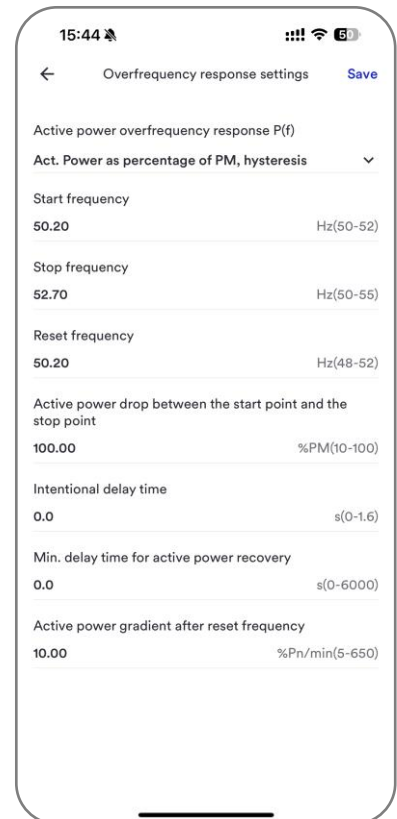 15:44
50
Overfrequency response settings Save
Active power overfrequency response P(f)
Act. Power as percentage of PM, hysteresis
Start frequency
50.20 Hz(50-52)
Stop frequency
52.70 Hz(50-55)
Reset frequency
50.20 Hz(48-52)
Active power drop between the start point and the
stop point
100.00 %PM(10-100)
Intentional delay time
0.0 s(0-1.6)
Min. delay time for active power recovery
0.0 s(0-6000)
Active power gradient after reset frequency
10.00 %Pn/min(5-650)